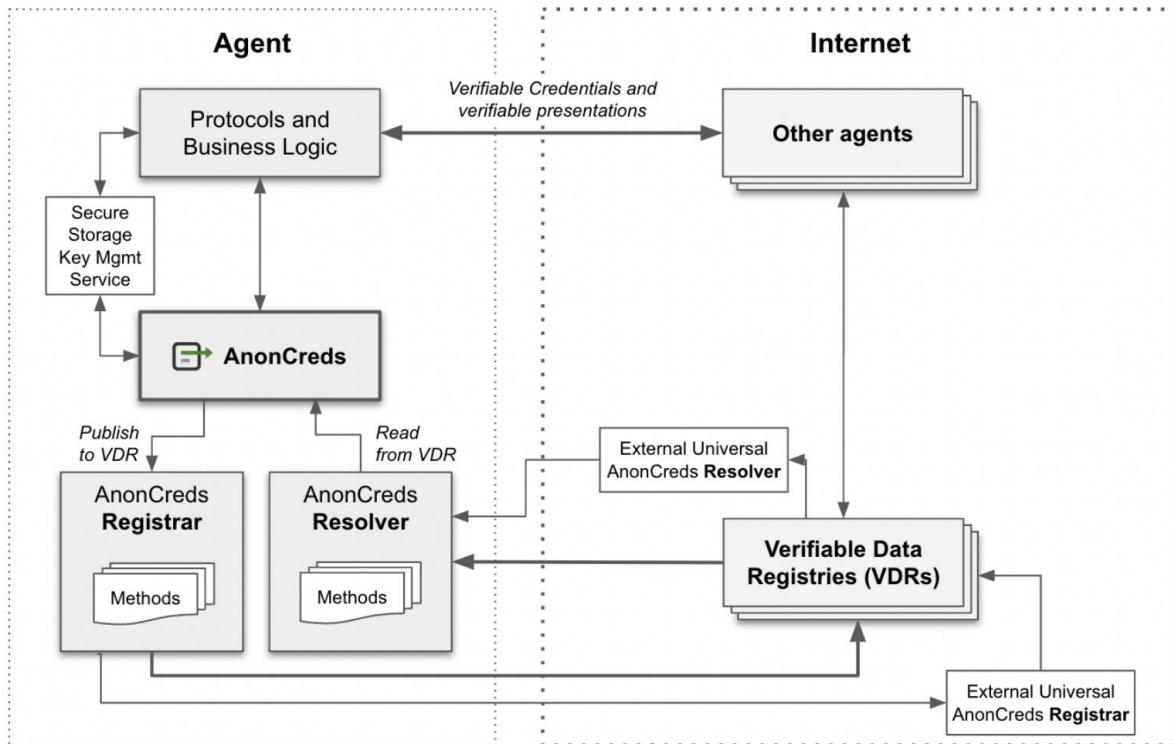 Agent
Internet
Verifiable Credentials and
verifiable presentations
Protocols and
Business Logic
Other agents
Secure
Storage
Key Mgmt
Service
AnonCreds
Publish
to VDR
Read
from VDR
External Universal
AnonCreds Resolver
AnonCreds
Registrar
Methods
AnonCreds
Resolver
Methods
Verifiable Data
Registries (VDRs)
External Universal
AnonCreds Registrar